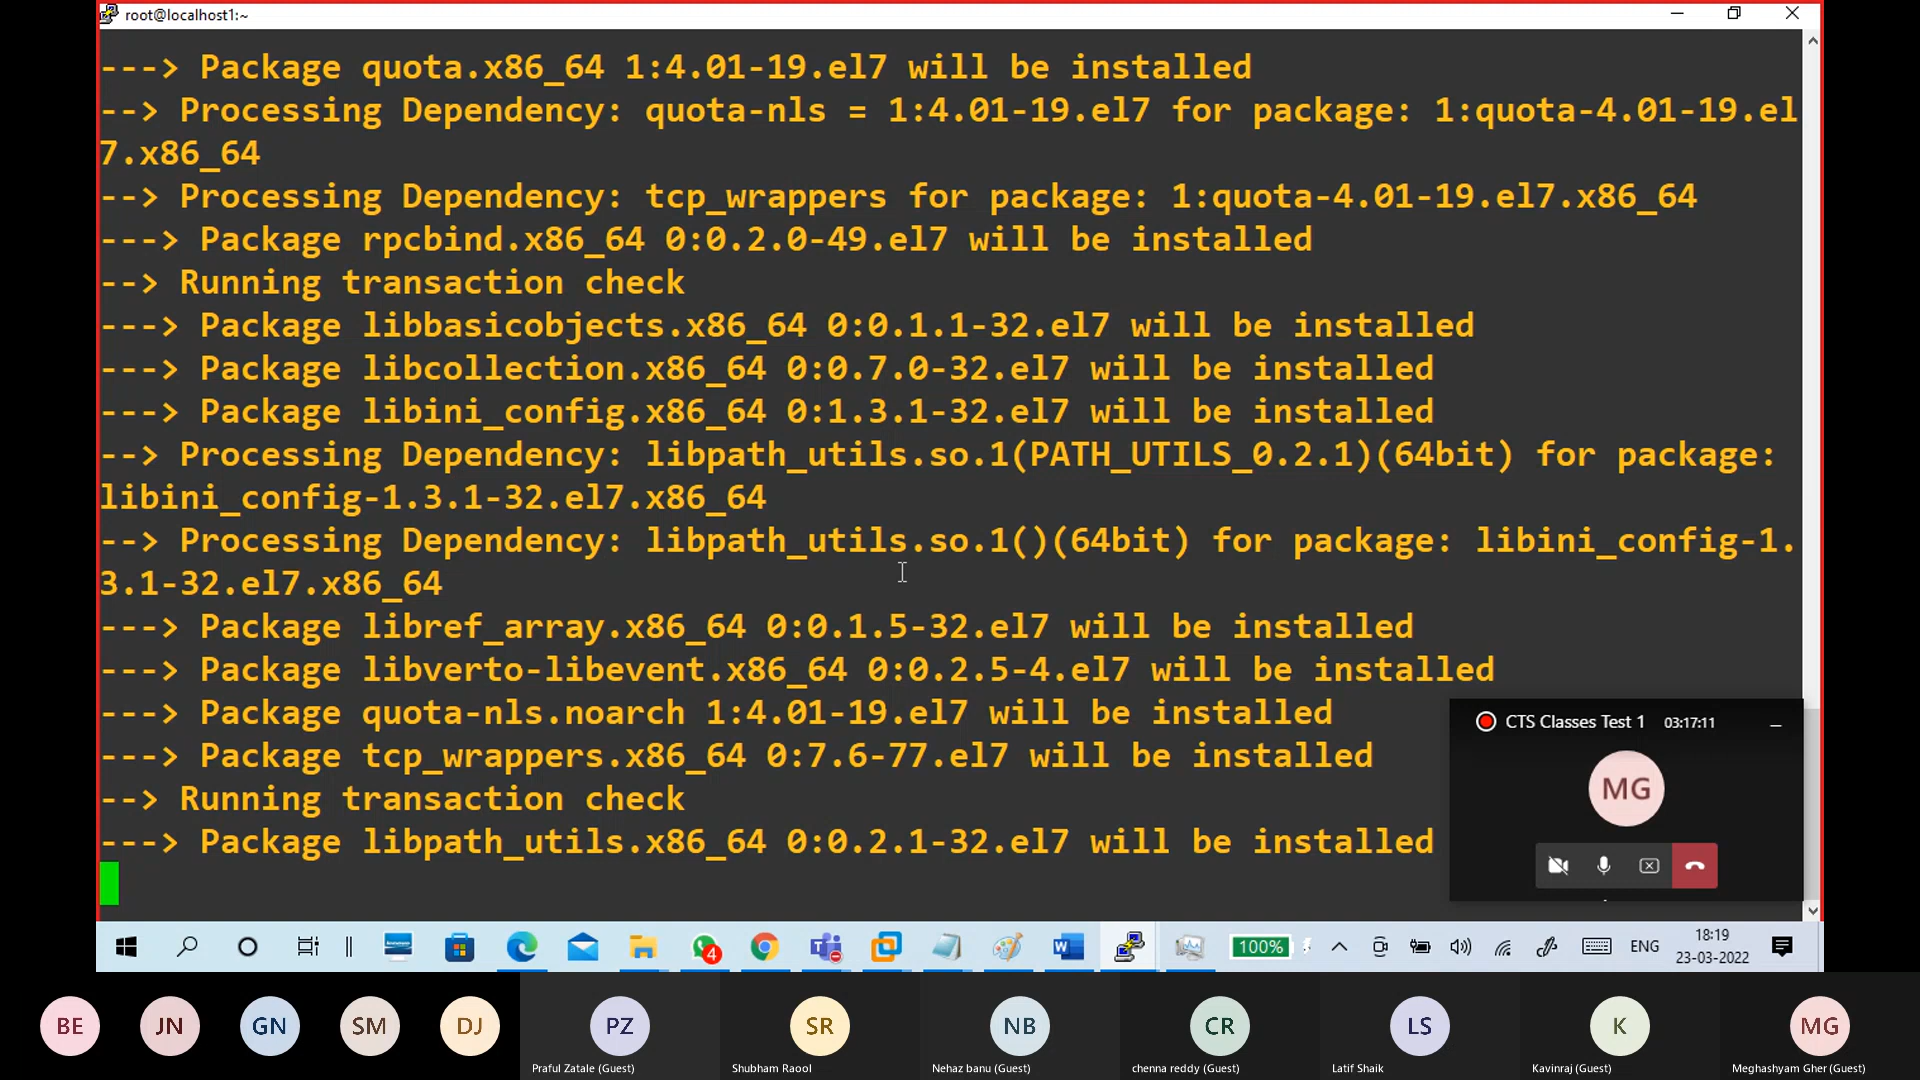 root@localhost1:~
---> Package quota.x86_64 1:4.01-19.el7 will be installed
--> Processing Dependency: quota-nls = 1:4.01-19.el7 for package: 1:quota-4.01-19.el
7.x86_64
--> Processing Dependency: tcp_wrappers for package: 1:quota-4.01-19.el7.x86_64
---> Package rpcbind.x86_64 0:0.2.0-49.el7 will be installed
--> Running transaction check
---> Package libbasicobjects.x86_64 0:0.1.1-32.el7 will be installed
---> Package libcollection.x86_64 0:0.7.0-32.el7 will be installed
---> Package libini_config.x86_64 0:1.3.1-32.el7 will be installed
--> Processing Dependency: libpath_utils.so.1(PATH_UTILS_0.2.1)(64bit) for package:
libini_config-1.3.1-32.el7.x86_64
--> Processing Dependency: libpath_utils.so.1()(64bit) for package: libini_config-1.
3.1-32.el7.x86_64
---> Package libref_array.x86_64 0:0.1.5-32.el7 will be installed
---> Package libverto-libevent.x86_64 0:0.2.5-4.el7 will be installed
---> Package quota-nls.noarch 1:4.01-19.el7 will be installed
---> Package tcp_wrappers.x86_64 0:7.6-77.el7 will be installed
--> Running transaction check
---> Package libpath_utils.x86_64 0:0.2.1-32.el7 will be installed
CTS Classes Test 1 03:17:11
MG
4
100%
ENG
18:19
23-03-2022
BE JN GN SM DJ PZ SR NB CR LS K MG
Praful Zatale (Guest) Shubham Raool Nehaz banu (Guest) chenna reddy (Guest) Latif Shaik Kavinraj (Guest) Meghashyam Gher (Guest)